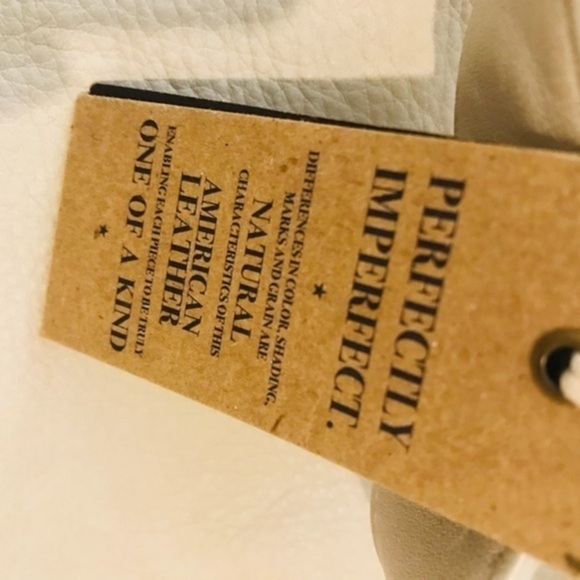 PERFECTLY
IMPERFECT.
DIFFERENCES IN COLOR, SHADING,
MARKS AND GRAIN ARE
NATURAL
CHARACTERISTICS OF THIS
AMERICAN
LEATHER
ENABLING EACH PIECE TO BE TRULY
ONE OF A KIND